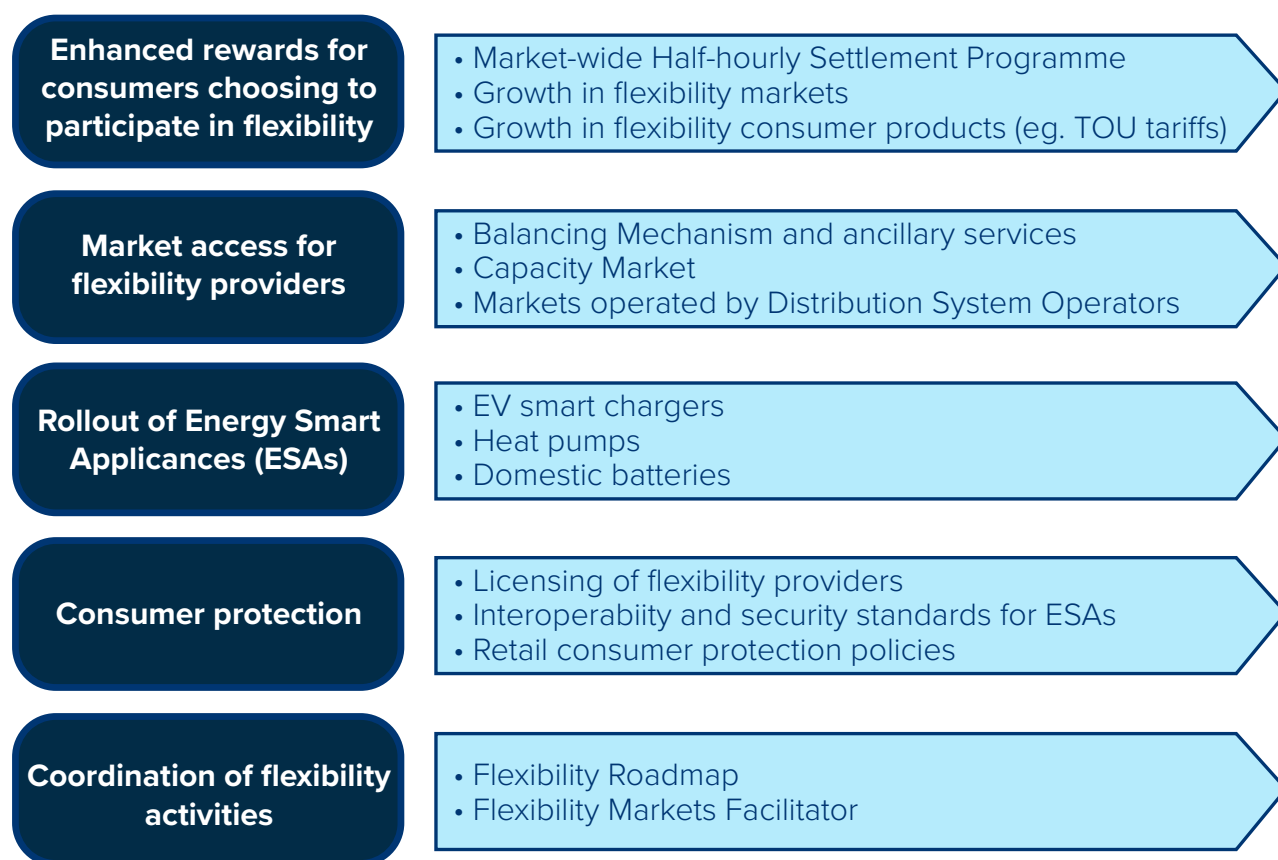 Enhanced rewards for
consumers choosing to
participate in flexibility
• Market-wide Half-hourly Settlement Programme
• Growth in flexibility markets
• Growth in flexibility consumer products (eg. TOU tariffs)
Market access for
flexibility providers
• Balancing Mechanism and ancillary services
• Capacity Market
• Markets operated by Distribution System Operators
Rollout of Energy Smart
Applicances (ESAs)
• EV smart chargers
• Heat pumps
• Domestic batteries
Consumer protection
• Licensing of flexibility providers
• Interoperabiity and security standards for ESAs
• Retail consumer protection policies
Coordination of flexibility
activities
• Flexibility Roadmap
• Flexibility Markets Facilitator